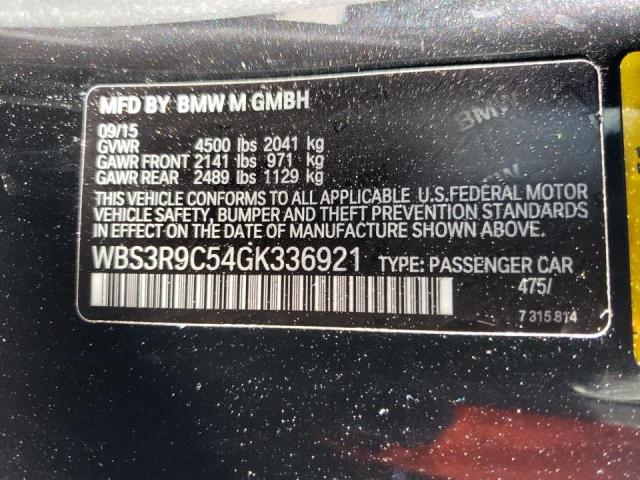 MFD BY BMW M GMBH
09/15
GVWR 4500 lbs 2041 kg
GAWR FRONT 2141 lbs 971 kg
GAWR REAR 2489 lbs 1129 kg
THIS VEHICLE CONFORMS TO ALL APPLICABLE U.S.FEDERAL MOTOR
VEHICLE SAFETY, BUMPER AND THEFT PREVENTION STANDARDS
IN EFFECT ON THE DATE OF MANUFACTURE SHOWN ABOVE.
WBS3R9C54GK336921 TYPE: PASSENGER CAR
475/
7 315 814